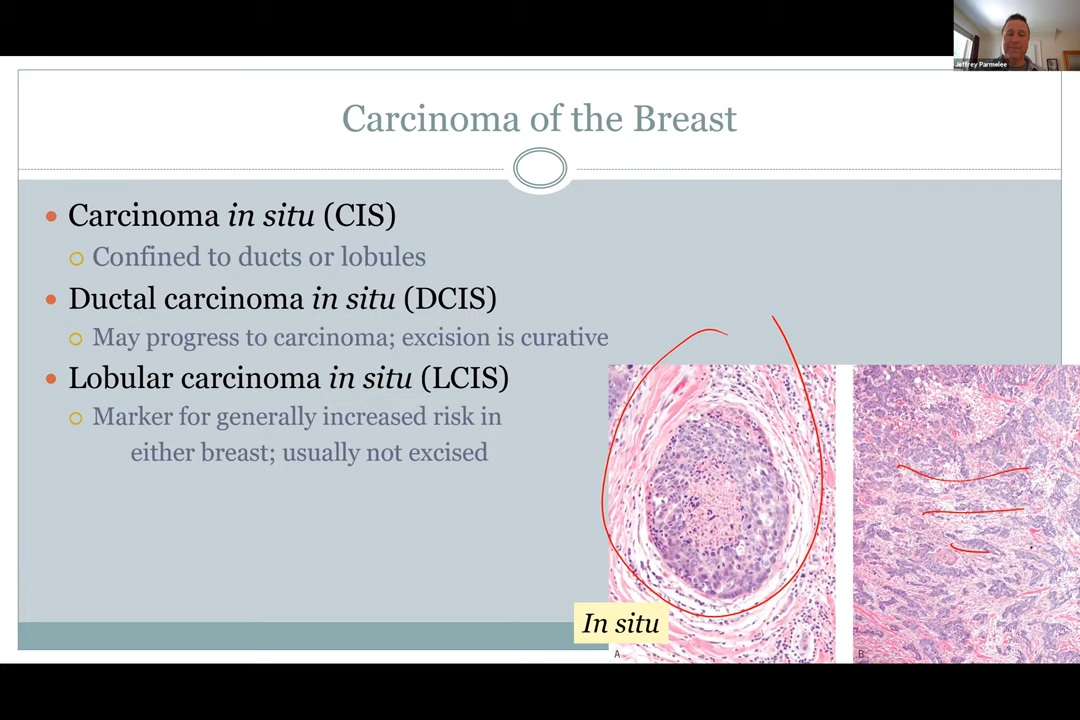 Jeffrey Parmelee
Carcinoma of the Breast
Carcinoma in situ (CIS)
Confined to ducts or lobules
Ductal carcinoma in situ (DCIS)
May progress to carcinoma; excision is curative
Lobular carcinoma in situ (LCIS)
Marker for generally increased risk in
either breast; usually not excised
In situ
A
B